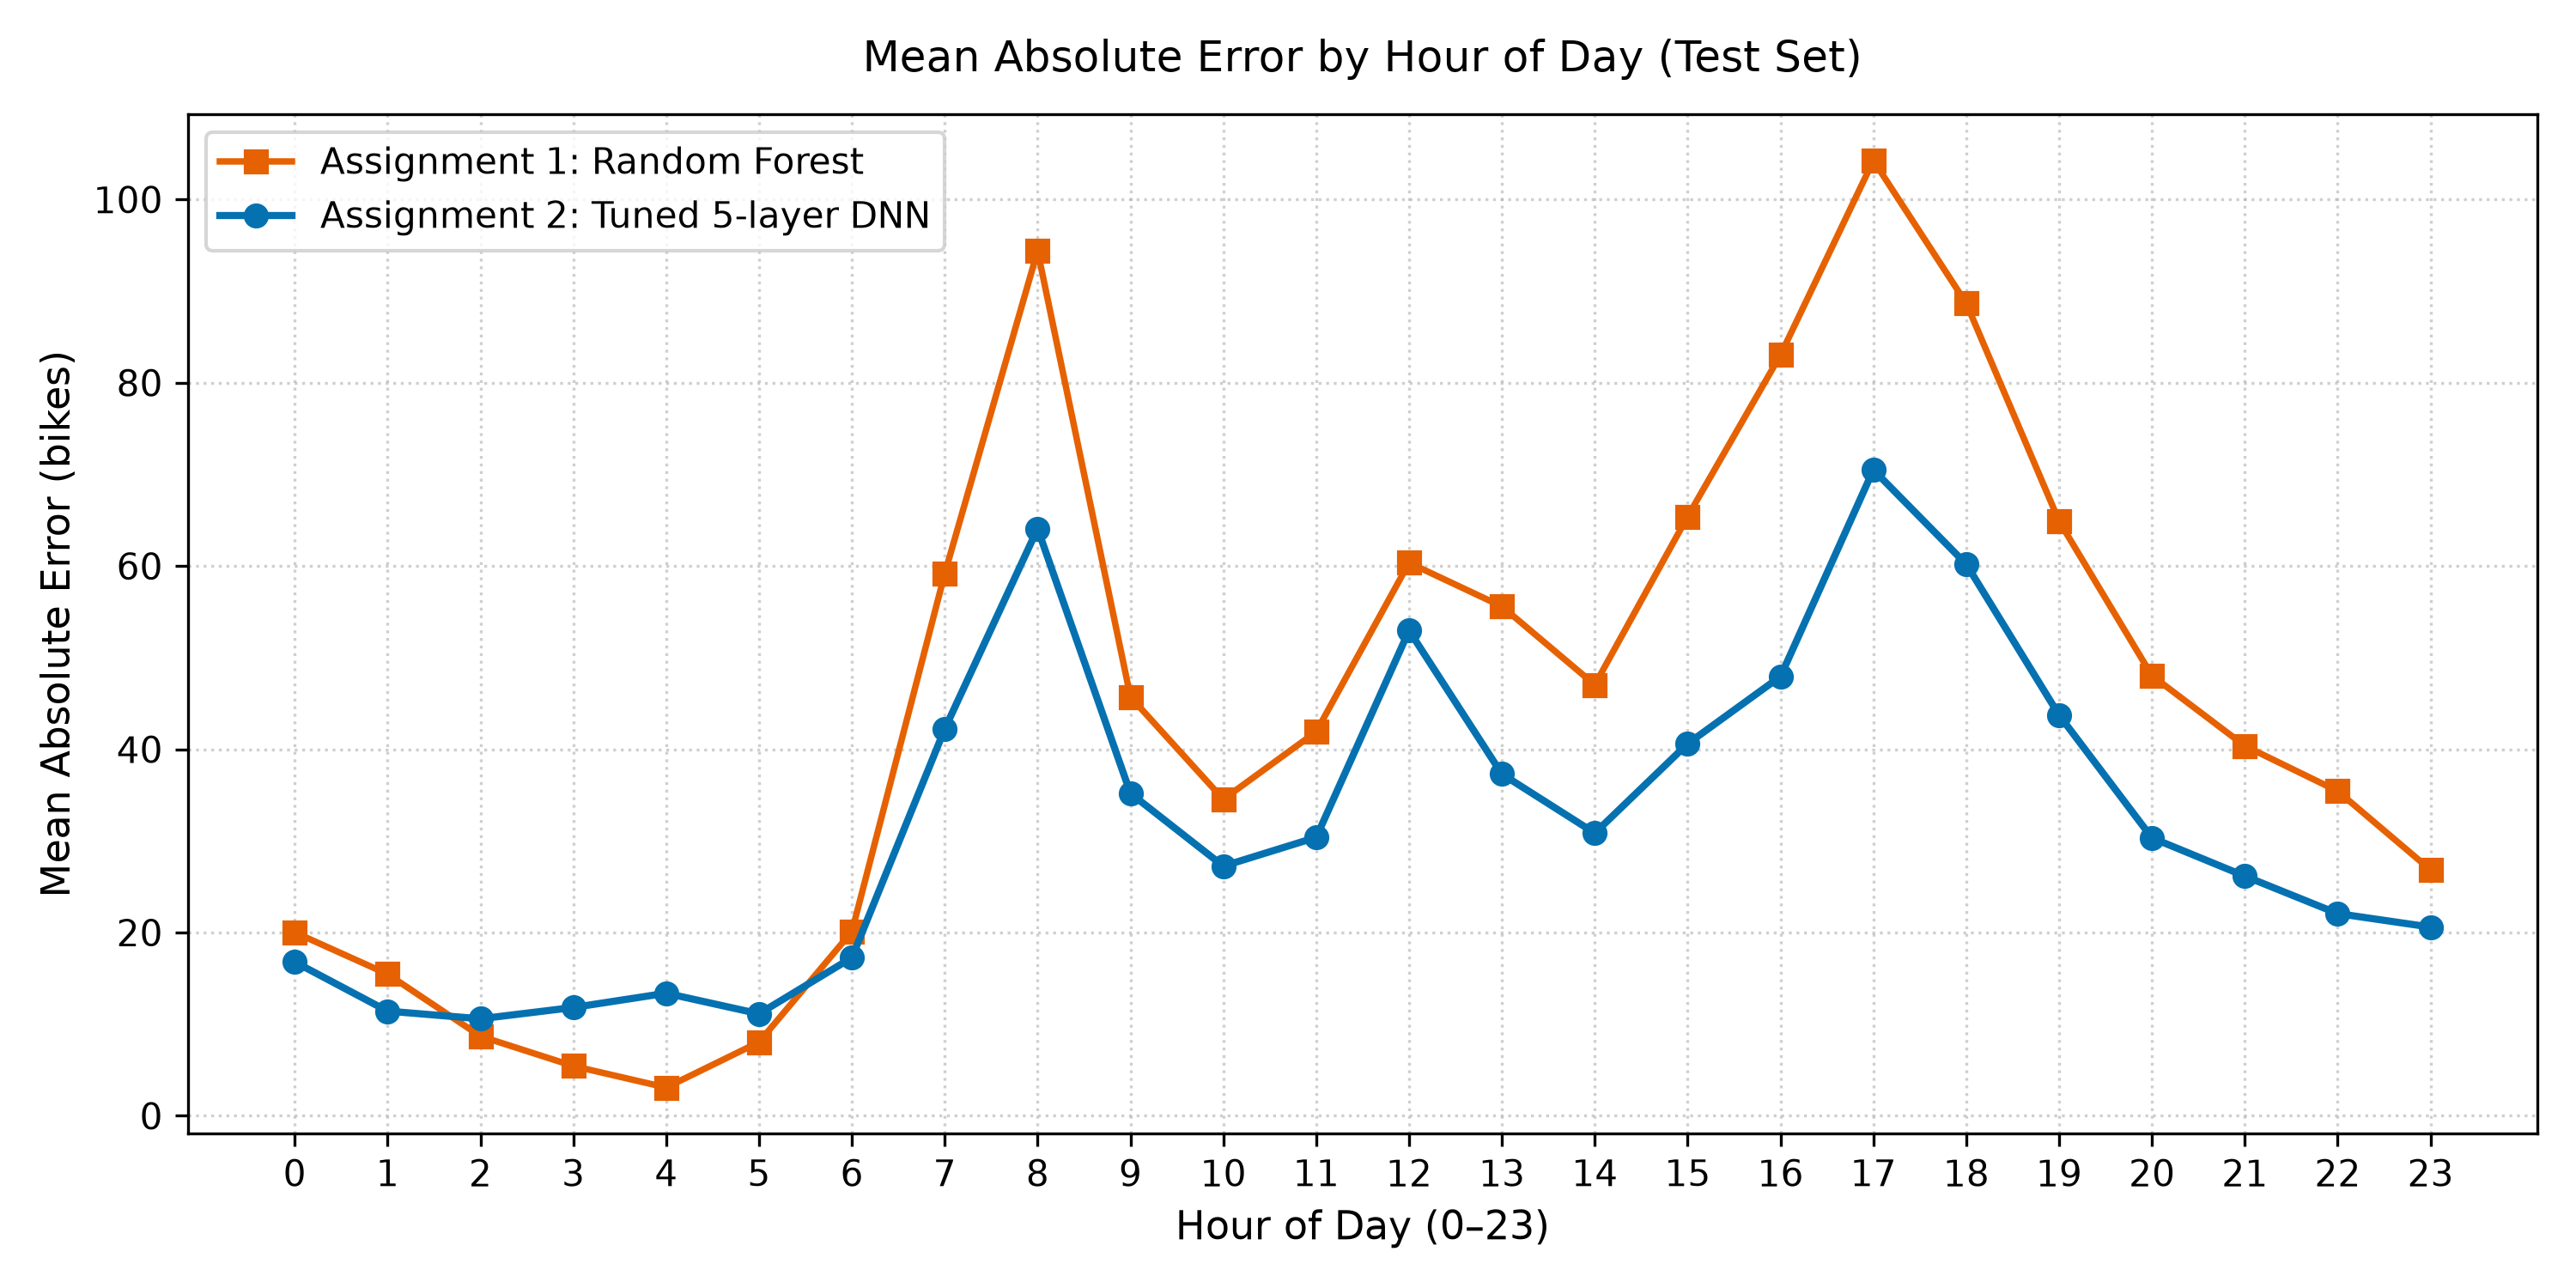 Mean Absolute Error by Hour of Day (Test Set)
Assignment 1: Random Forest
Assignment 2: Tuned 5-layer DNN
Mean Absolute Error (bikes)
100
80
60
40
20
0
0 1 2 3 4 5 6 7 8 9 10 11 12 13 14 15 16 17 18 19 20 21 22 23
Hour of Day (0–23)